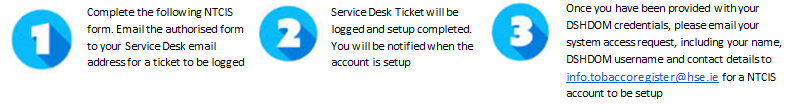 1
Complete the following NTCIS
form. Email the authorised form
to your Service Desk email
address for a ticket to be logged
2
Service Desk Ticket will be
logged and setup completed.
You will be notified when the
account is setup
3
Once you have been provided with your
DSHDOM credentials, please email your
system access request, including your name,
DSHDOM username and contact details to
info.tobaccoregister@hse.ie for a NTCIS
account to be setup